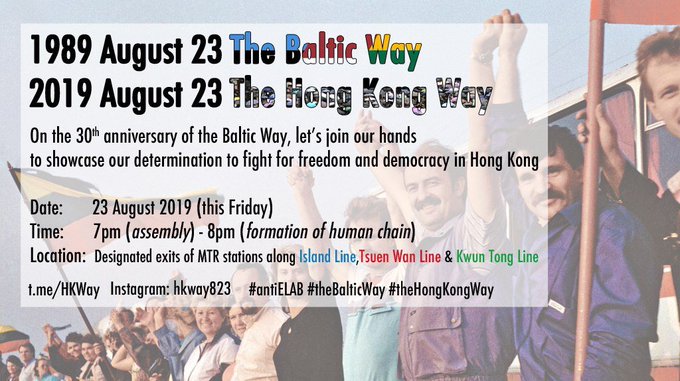 1989 August 23 The Baltic Way
2019 August 23 The Hong Kong Way
On the 30th anniversary of the Baltic Way, let's join our hands
to showcase our determination to fight for freedom and democracy in Hong Kong
Date: 23 August 2019 (this Friday)
Time: 7pm (assembly) - 8pm (formation of human chain)
Location: Designated exits of MTR stations along Island Line,Tsuen Wan Line & Kwun Tong Line
t.me/HKWay Instagram: hkway823 #antiELAB #theBalticWay #theHongKongWay